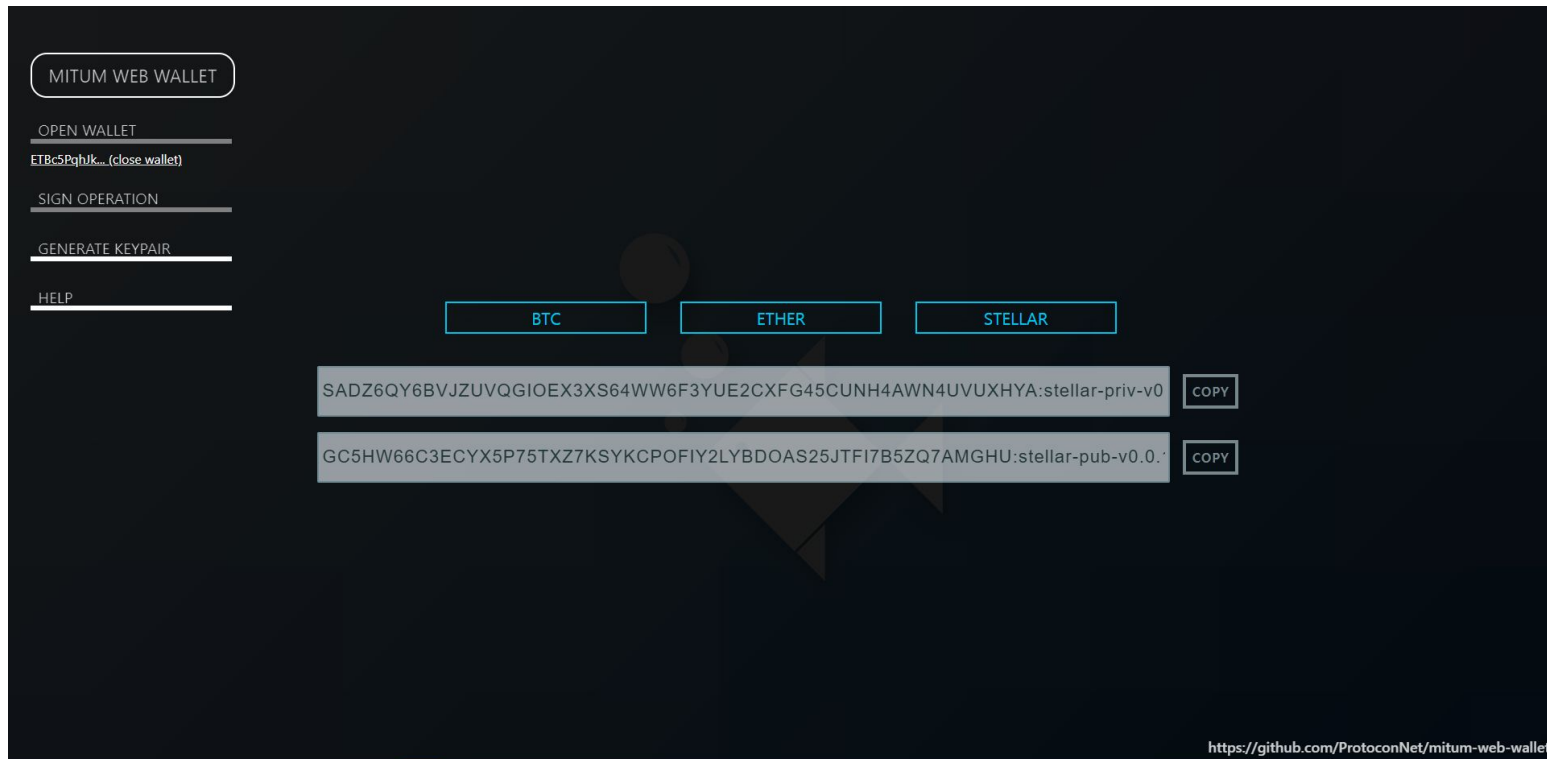 MITUM WEB WALLET
OPEN WALLET
ETBc5PqhJk... (close wallet)
SIGN OPERATION
GENERATE KEYPAIR
HELP
BTC ETHER STELLAR
SADZ6QY6BVJZUVQGIOEX3XS64WW6F3YUE2CXFG45CUNH4AWN4UVUXHYA:stellar-priv-v0 COPY
GC5HW66C3ECYX5P75TXZ7KSYKCPOFIY2LYBDOAS25JTFI7B5ZQ7AMGHU:stellar-pub-v0.0. COPY
https://github.com/ProtoconNet/mitum-web-wallet